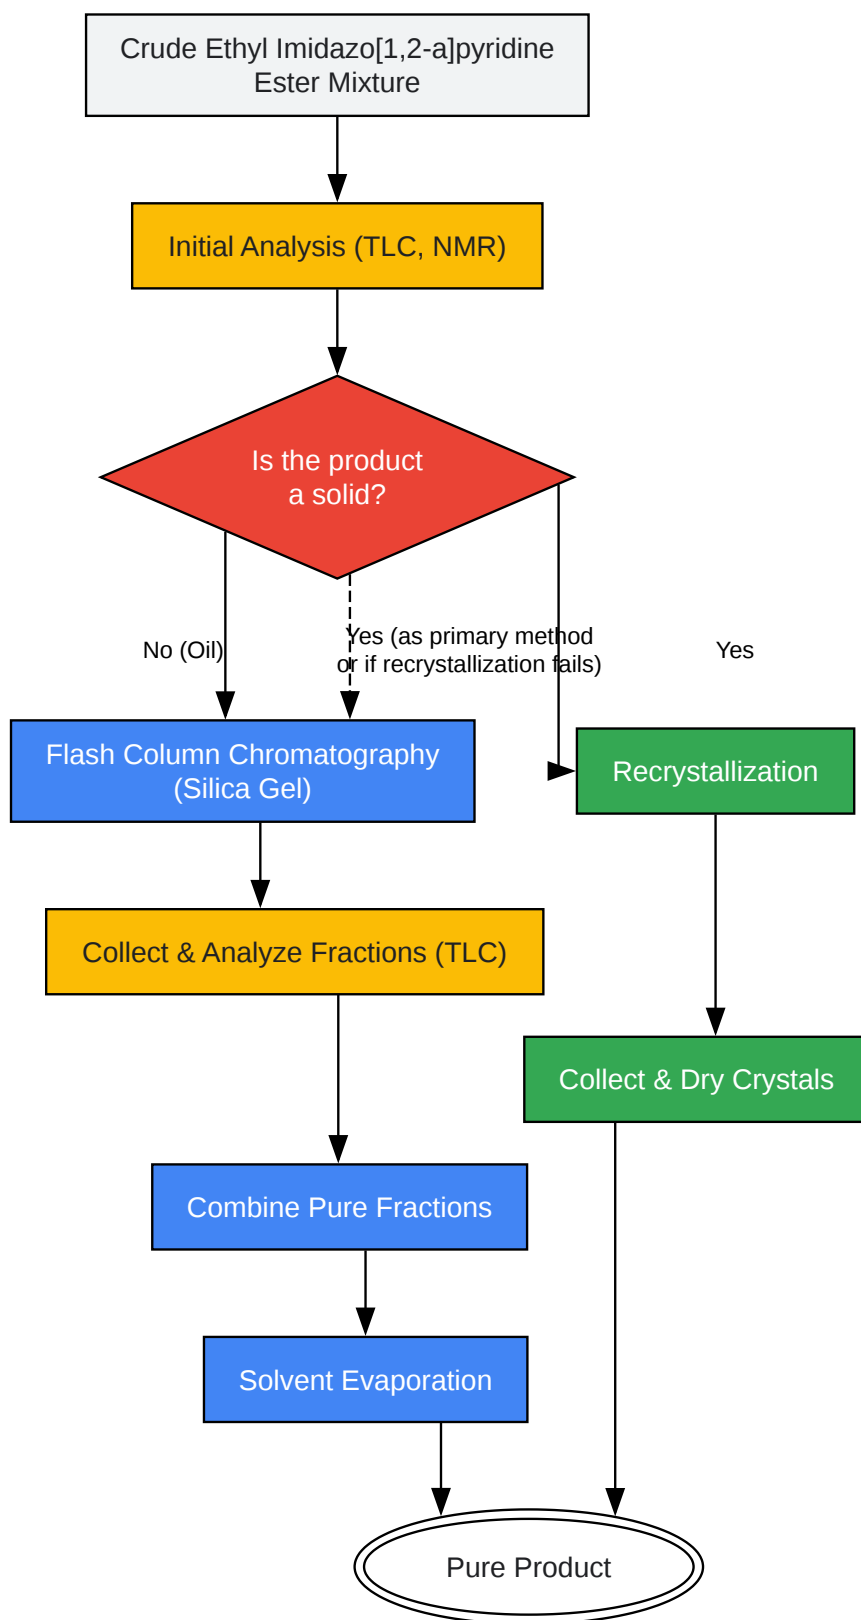 Crude Ethyl Imidazo[1,2-a]pyridine
Ester Mixture
Initial Analysis (TLC, NMR)
Is the product
a solid?
No (Oil)
Yes (as primary method
or if recrystallization fails)
Yes
Flash Column Chromatography
(Silica Gel)
Recrystallization
Collect & Analyze Fractions (TLC)
Collect & Dry Crystals
Combine Pure Fractions
Solvent Evaporation
Pure Product